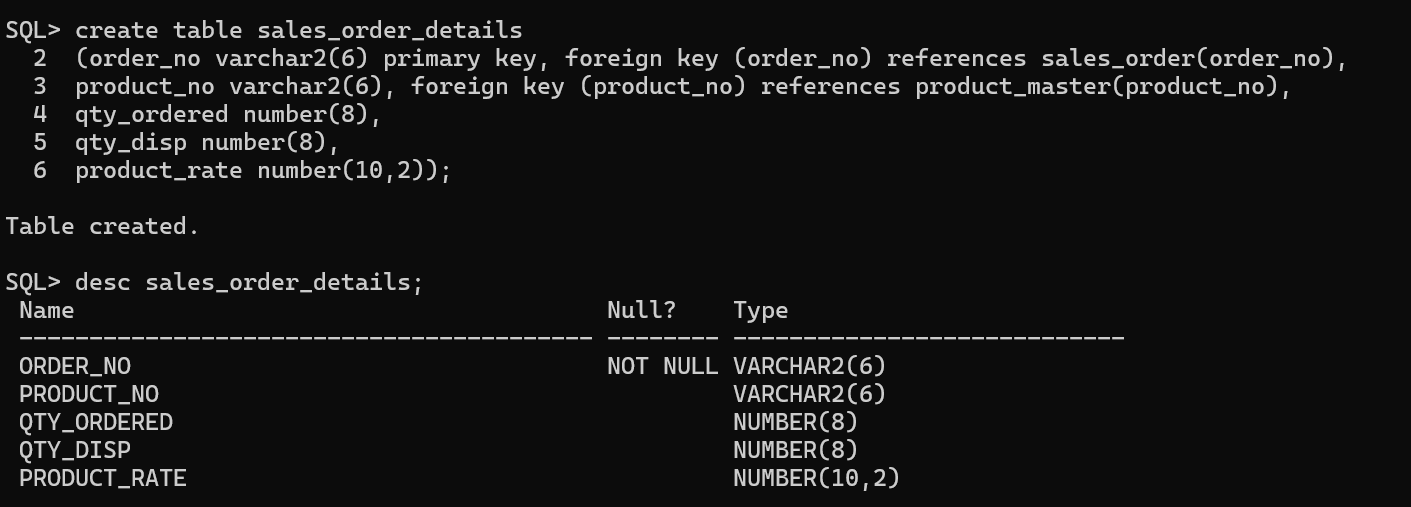 SQL> create table sales_order_details
  2  (order_no varchar2(6) primary key, foreign key (order_no) references sales_order(order_no),
  3  product_no varchar2(6), foreign key (product_no) references product_master(product_no),
  4  qty_ordered number(8),
  5  qty_disp number(8),
  6  product_rate number(10,2));
Table created.
SQL> desc sales_order_details;
 Name                                      Null?    Type
 ----------------------------------------- -------- ----------------------------
 ORDER_NO                                  NOT NULL VARCHAR2(6)
 PRODUCT_NO                                         VARCHAR2(6)
 QTY_ORDERED                                        NUMBER(8)
 QTY_DISP                                           NUMBER(8)
 PRODUCT_RATE                                       NUMBER(10,2)